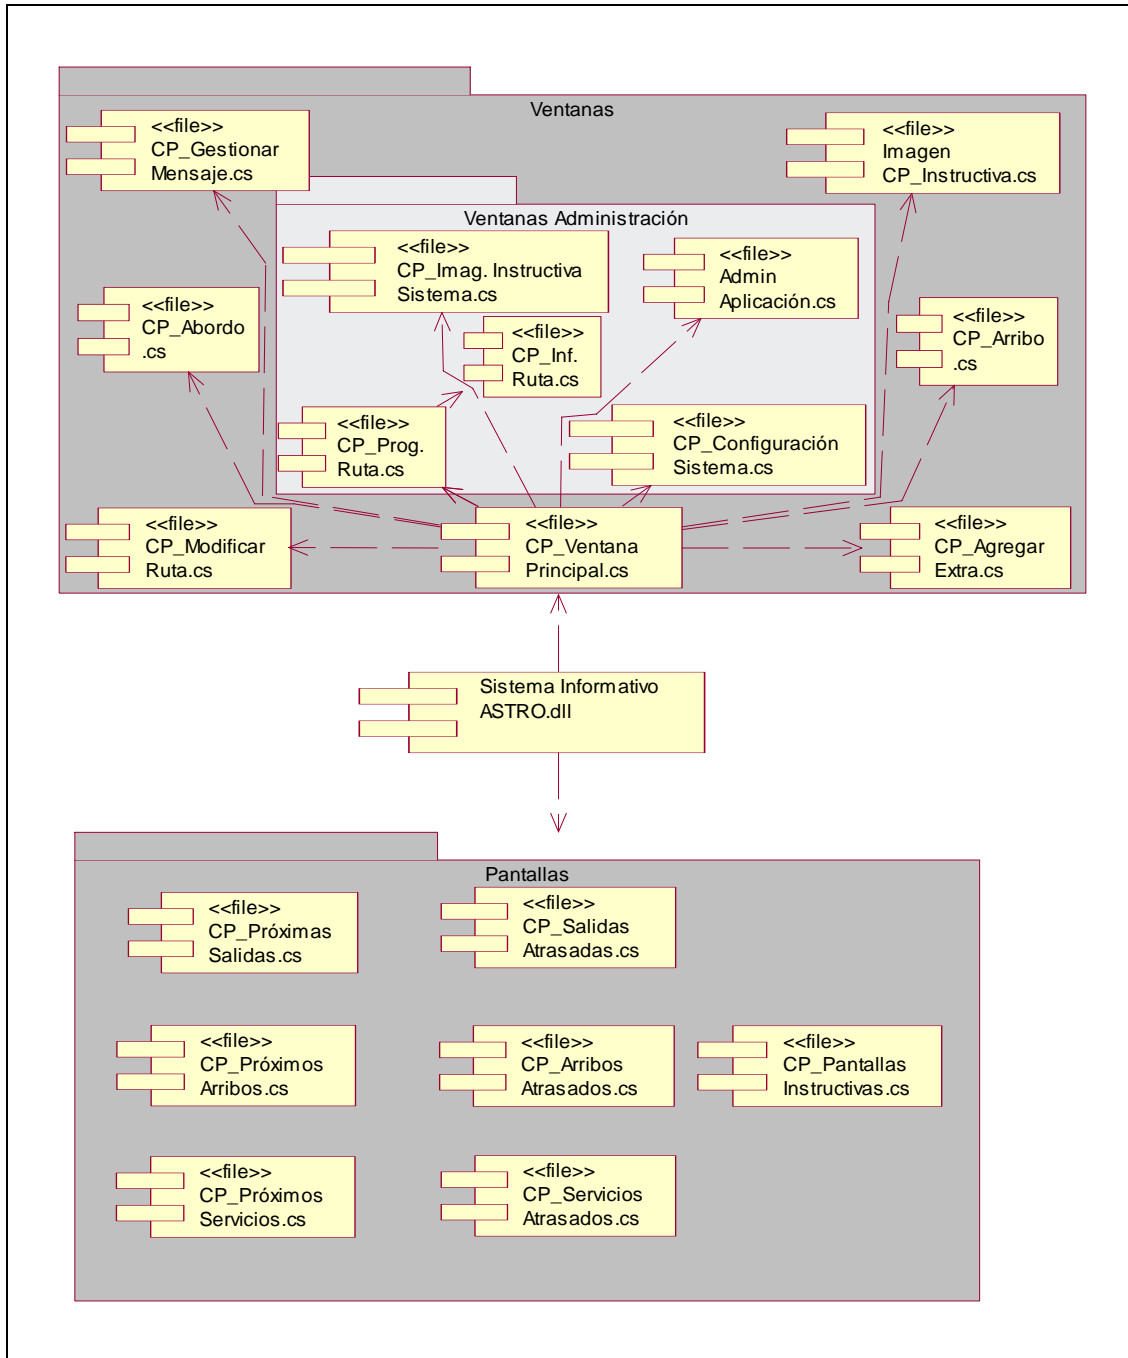 Ventanas
<<file>>
CP_Gestionar
Mensaje.cs
<<file>>
Imagen
CP_Instructiva.cs
Ventanas Administración
<<file>>
CP_Imag. Instructiva
Sistema.cs
<<file>>
Admin
Aplicación.cs
<<file>>
CP_Abordo
.cs
<<file>>
CP_Inf.
Ruta.cs
<<file>>
CP_Arribo
.cs
<<file>>
CP_Prog.
Ruta.cs
<<file>>
CP_Configuración
Sistema.cs
<<file>>
CP_Modificar
Ruta.cs
<<file>>
CP_Ventana
Principal.cs
<<file>>
CP_Agregar
Extra.cs
Sistema Informativo
ASTRO.dll
Pantallas
<<file>>
CP_Próximas
Salidas.cs
<<file>>
CP_Salidas
Atrasadas.cs
<<file>>
CP_Próximos
Arribos.cs
<<file>>
CP_Arribos
Atrasados.cs
<<file>>
CP_Pantallas
Instructivas.cs
<<file>>
CP_Próximos
Servicios.cs
<<file>>
CP_Servicios
Atrasados.cs